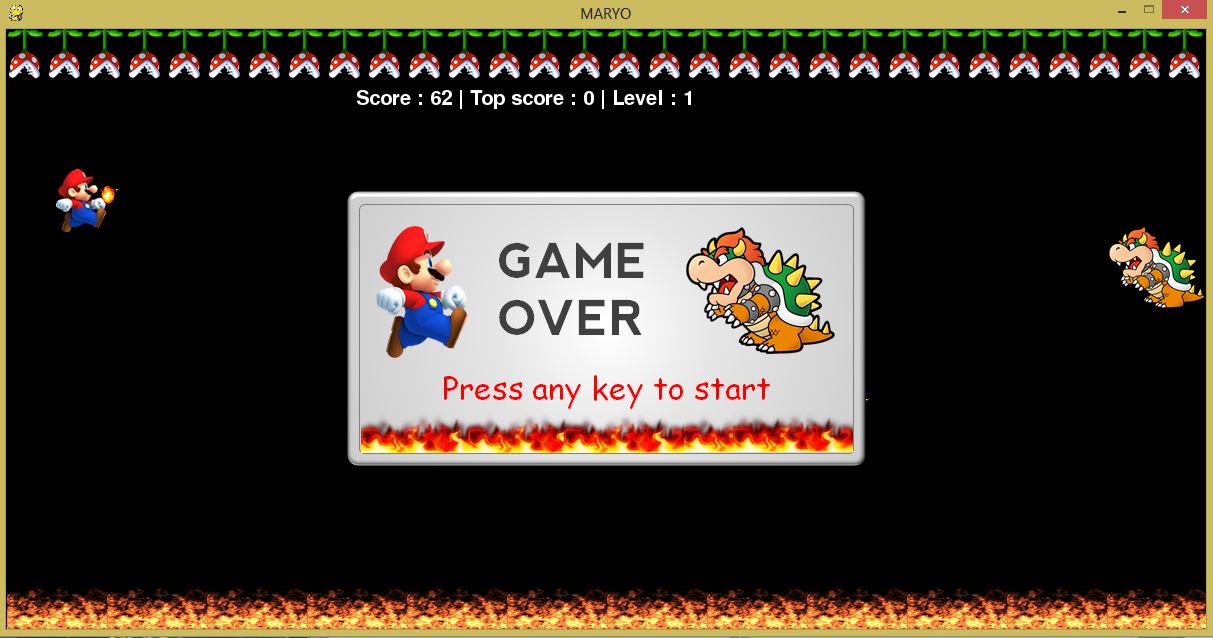 MARYO
Score : 62 | Top score : 0 | Level : 1
GAME
OVER
Press any key to start